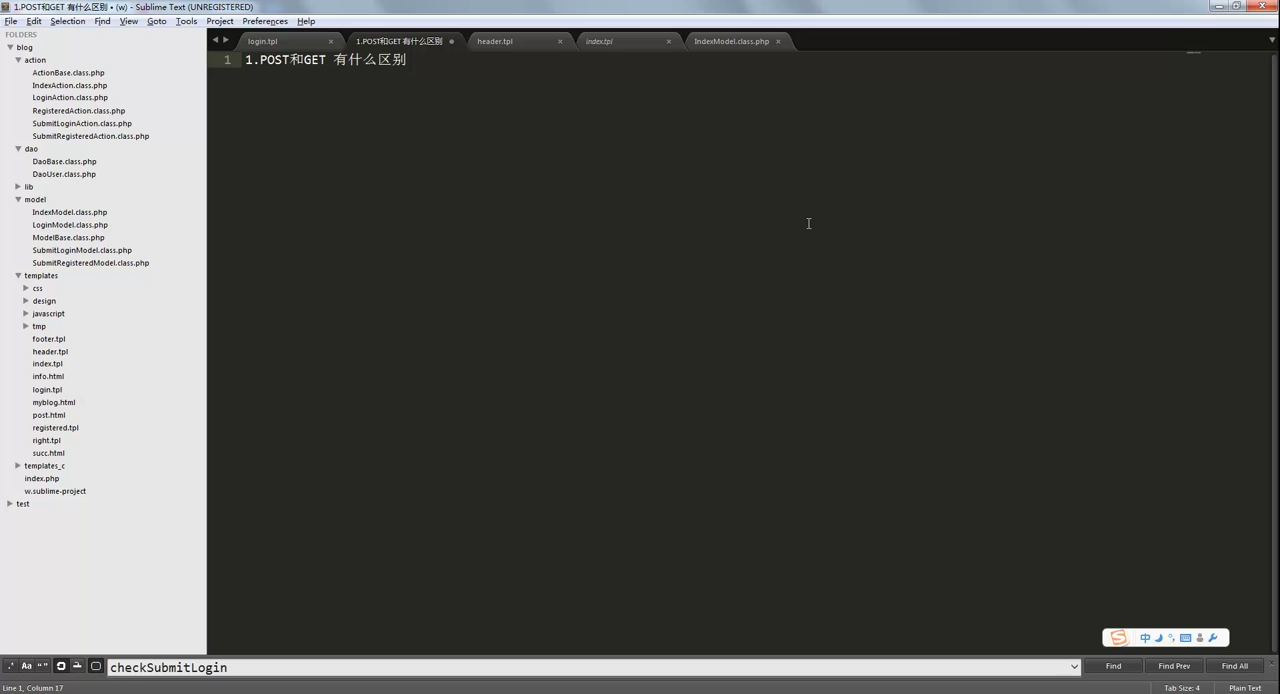 1.POST和GET 有什么区别 • (w) - Sublime Text (UNREGISTERED)
File Edit Selection Find View Goto Tools Project Preferences Help
FOLDERS
login.tpl × 1.POST和GET 有什么区别 header.tpl × index.tpl × IndexModel.class.php ×
blog
action
ActionBase.class.php
IndexAction.class.php
LoginAction.class.php
RegisteredAction.class.php
SubmitLoginAction.class.php
SubmitRegisteredAction.class.php
dao
DaoBase.class.php
DaoUser.class.php
lib
model
IndexModel.class.php
LoginModel.class.php
ModelBase.class.php
SubmitLoginModel.class.php
SubmitRegisteredModel.class.php
templates
css
design
javascript
tmp
footer.tpl
header.tpl
index.tpl
info.html
login.tpl
myblog.html
post.html
registered.tpl
right.tpl
succ.html
templates_c
index.php
w.sublime-project
test
1 1.POST和GET 有什么区别
S 中
.* Aa “” checkSubmitLogin Find Find Prev Find All
Line 1, Column 17 Tab Size: 4 Plain Text